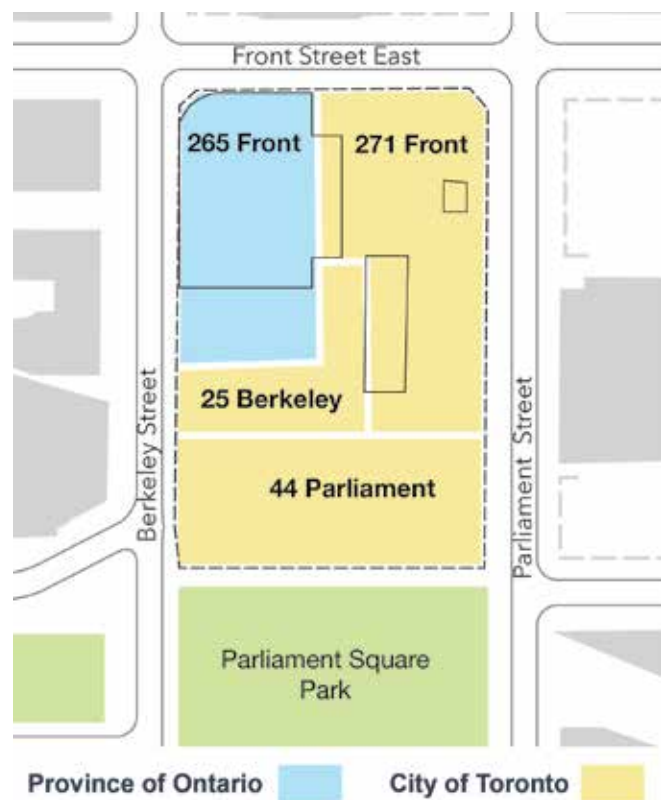 Front Street East
265 Front
271 Front
25 Berkeley
Berkeley Street
Parliament Street
44 Parliament
Parliament Square
Park
Province of Ontario
City of Toronto